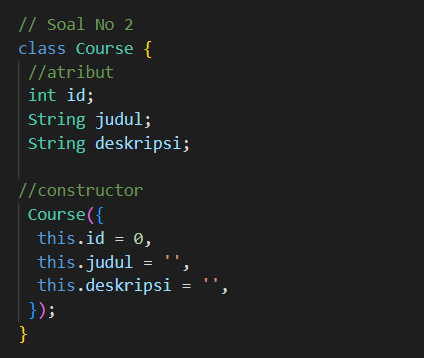 // Soal No 2
class Course {
 //atribut
 int id;
 String judul;
 String deskripsi;

//constructor
 Course({
  this.id = 0,
  this.judul = '',
  this.deskripsi = '',
 });
}